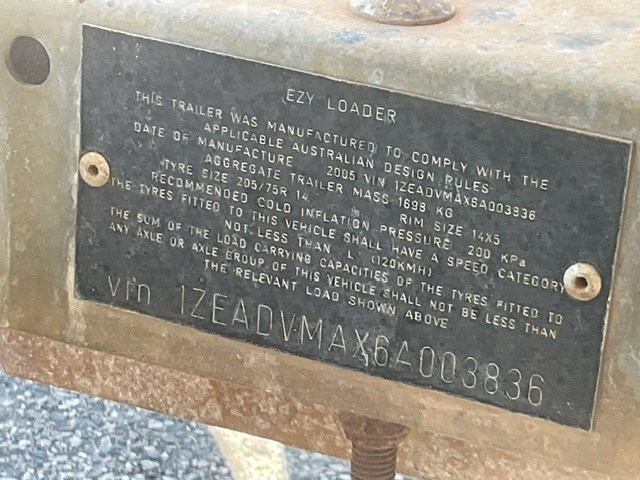 EZY LOADER
THIS TRAILER WAS MANUFACTURED TO COMPLY WITH THE
APPLICABLE AUSTRALIAN DESIGN RULES
DATE OF MANUFACTURE 2005 VIN 1ZEADVMAX6A003836
AGGREGATE TRAILER MASS 1698 KG
TYRE SIZE 205/75R 14 RIM SIZE 14X5
RECOMMENDED COLD INFLATION PRESSURE 200 KPa
THE TYRES FITTED TO THIS VEHICLE SHALL HAVE A SPEED CATEGORY
NOT LESS THAN L (120KMH)
THE SUM OF THE LOAD CARRYING CAPACITIES OF THE TYRES FITTED TO
ANY AXLE OR AXLE GROUP OF THIS VEHICLE SHALL NOT BE LESS THAN
THE RELEVANT LOAD SHOWN ABOVE
vin 1ZEADVMAX6A003836